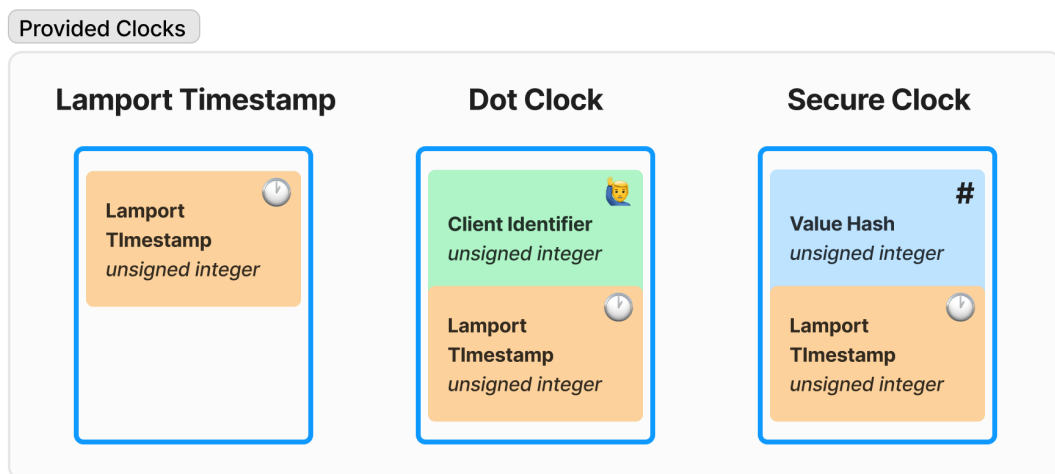 Provided Clocks
Lamport Timestamp
Dot Clock
Secure Clock
Lamport
TImestamp
unsigned integer
Client Identifier
unsigned integer
Lamport
TImestamp
unsigned integer
#
Value Hash
unsigned integer
Lamport
TImestamp
unsigned integer